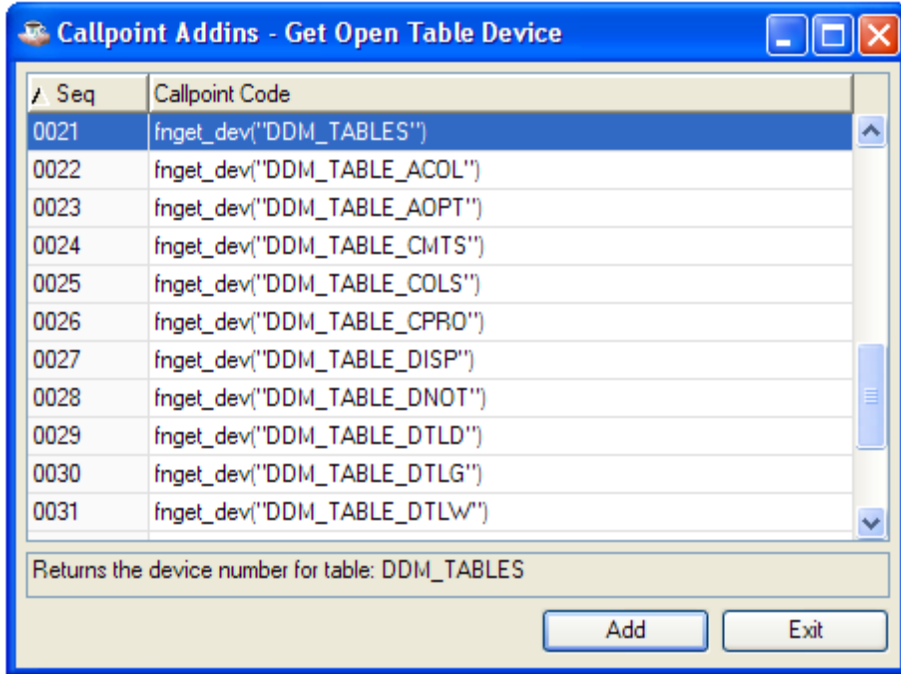 Callpoint Addins - Get Open Table Device
Seq Callpoint Code
0021 fnget_dev("DDM_TABLES")
0022 fnget_dev("DDM_TABLE_ACOL")
0023 fnget_dev("DDM_TABLE_AOPT")
0024 fnget_dev("DDM_TABLE_CMTS")
0025 fnget_dev("DDM_TABLE_COLS")
0026 fnget_dev("DDM_TABLE_CPRO")
0027 fnget_dev("DDM_TABLE_DISP")
0028 fnget_dev("DDM_TABLE_DNOT")
0029 fnget_dev("DDM_TABLE_DTLD")
0030 fnget_dev("DDM_TABLE_DTLG")
0031 fnget_dev("DDM_TABLE_DTLW")
Returns the device number for table: DDM_TABLES
Add Exit